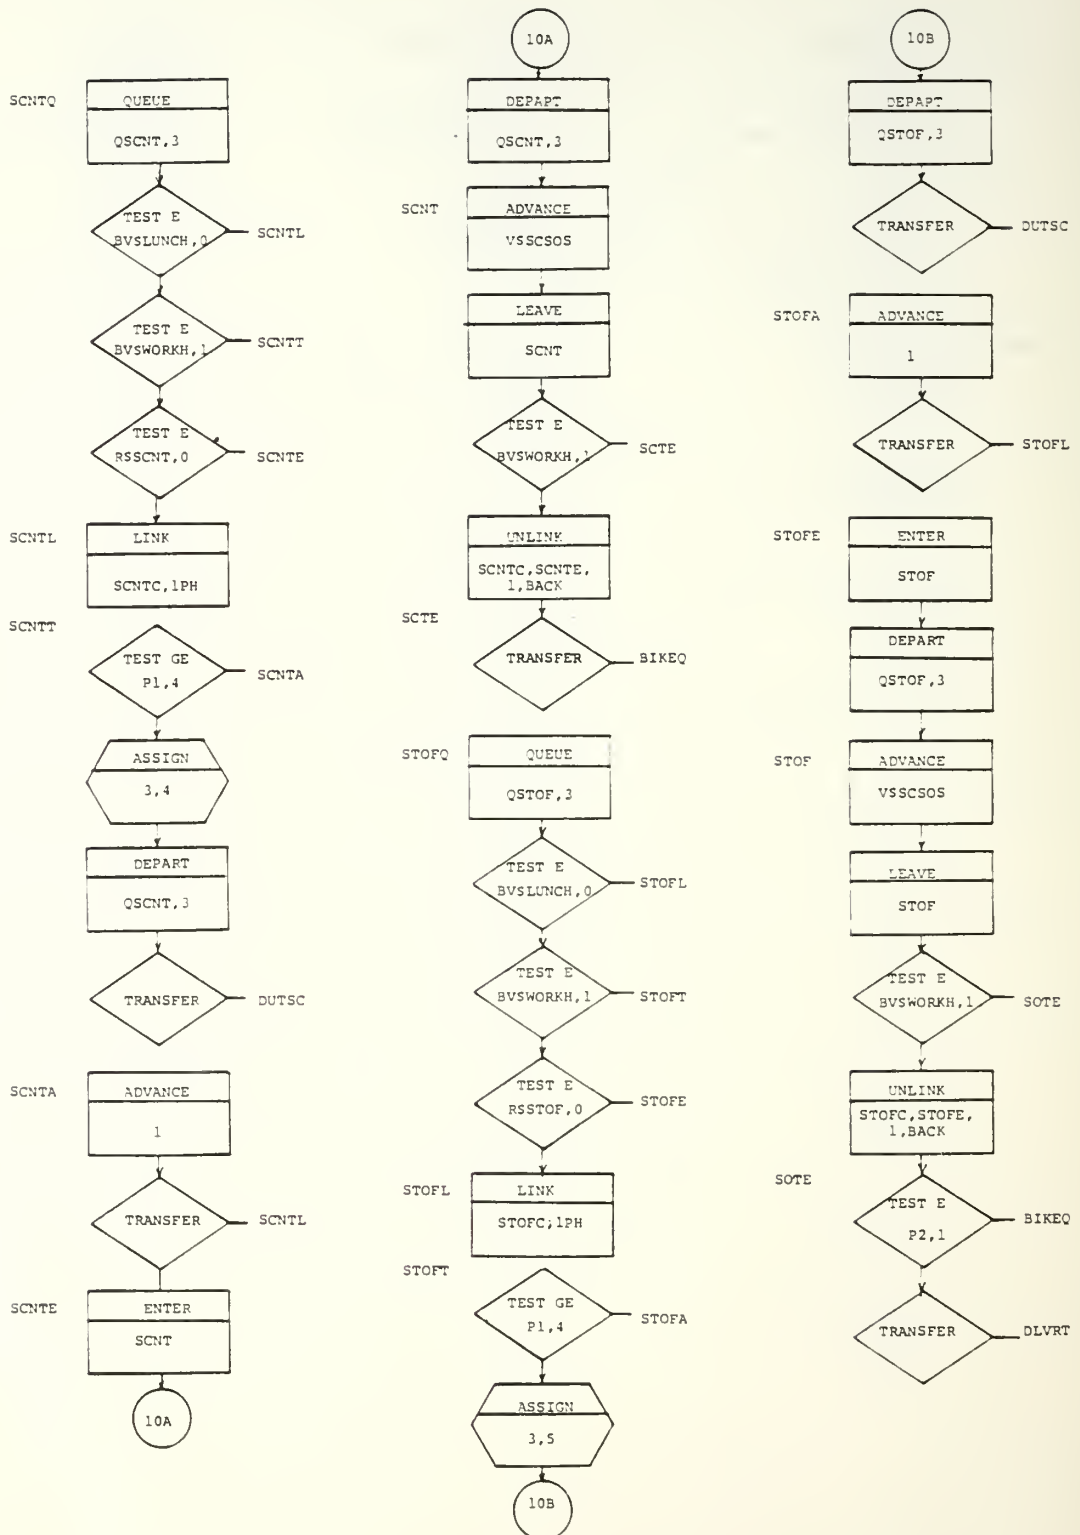 SCNTQ
QUEUE
QSCNT,3
TEST E
BVSLUNCH,0
SCNTL
TEST E
BVSWORKH,1
SCNTT
TEST E
RSSCNT,0
SCNTE
SCNTL
LINK
SCNTC,1PH
SCNTT
TEST GE
P1,4
SCNTA
ASSIGN
3,4
DEPART
QSCNT,3
TRANSFER
DUTSC
SCNTA
ADVANCE
1
TRANSFER
SCNTL
SCNTE
ENTER
SCNT
10A
10A
DEPART
QSCNT,3
SCNT
ADVANCE
VSSCSOS
LEAVE
SCNT
TEST E
BVSWORKH,1
SCTE
UNLINK
SCNTC,SCNTE,
1,BACK
SCTE
TRANSFER
BIKEQ
STOFQ
QUEUE
QSTOF,3
TEST E
BVSLUNCH,0
STOFL
TEST E
BVSWORKH,1
STOFT
TEST E
RSSTOF,0
STOFE
STOFL
LINK
STOFC,1PH
STOFT
TEST GE
P1,4
STOFA
ASSIGN
3,5
10B
10B
DEPART
QSTOF,3
TRANSFER
DUTSC
STOFA
ADVANCE
1
TRANSFER
STOFL
STOFE
ENTER
STOF
DEPART
QSTOF,3
STOF
ADVANCE
VSSCSOS
LEAVE
STOF
TEST E
BVSWORKH,1
SOTE
UNLINK
STOFC,STOFE,
1,BACK
SOTE
TEST E
P2,1
BIKEQ
TRANSFER
DLVRT